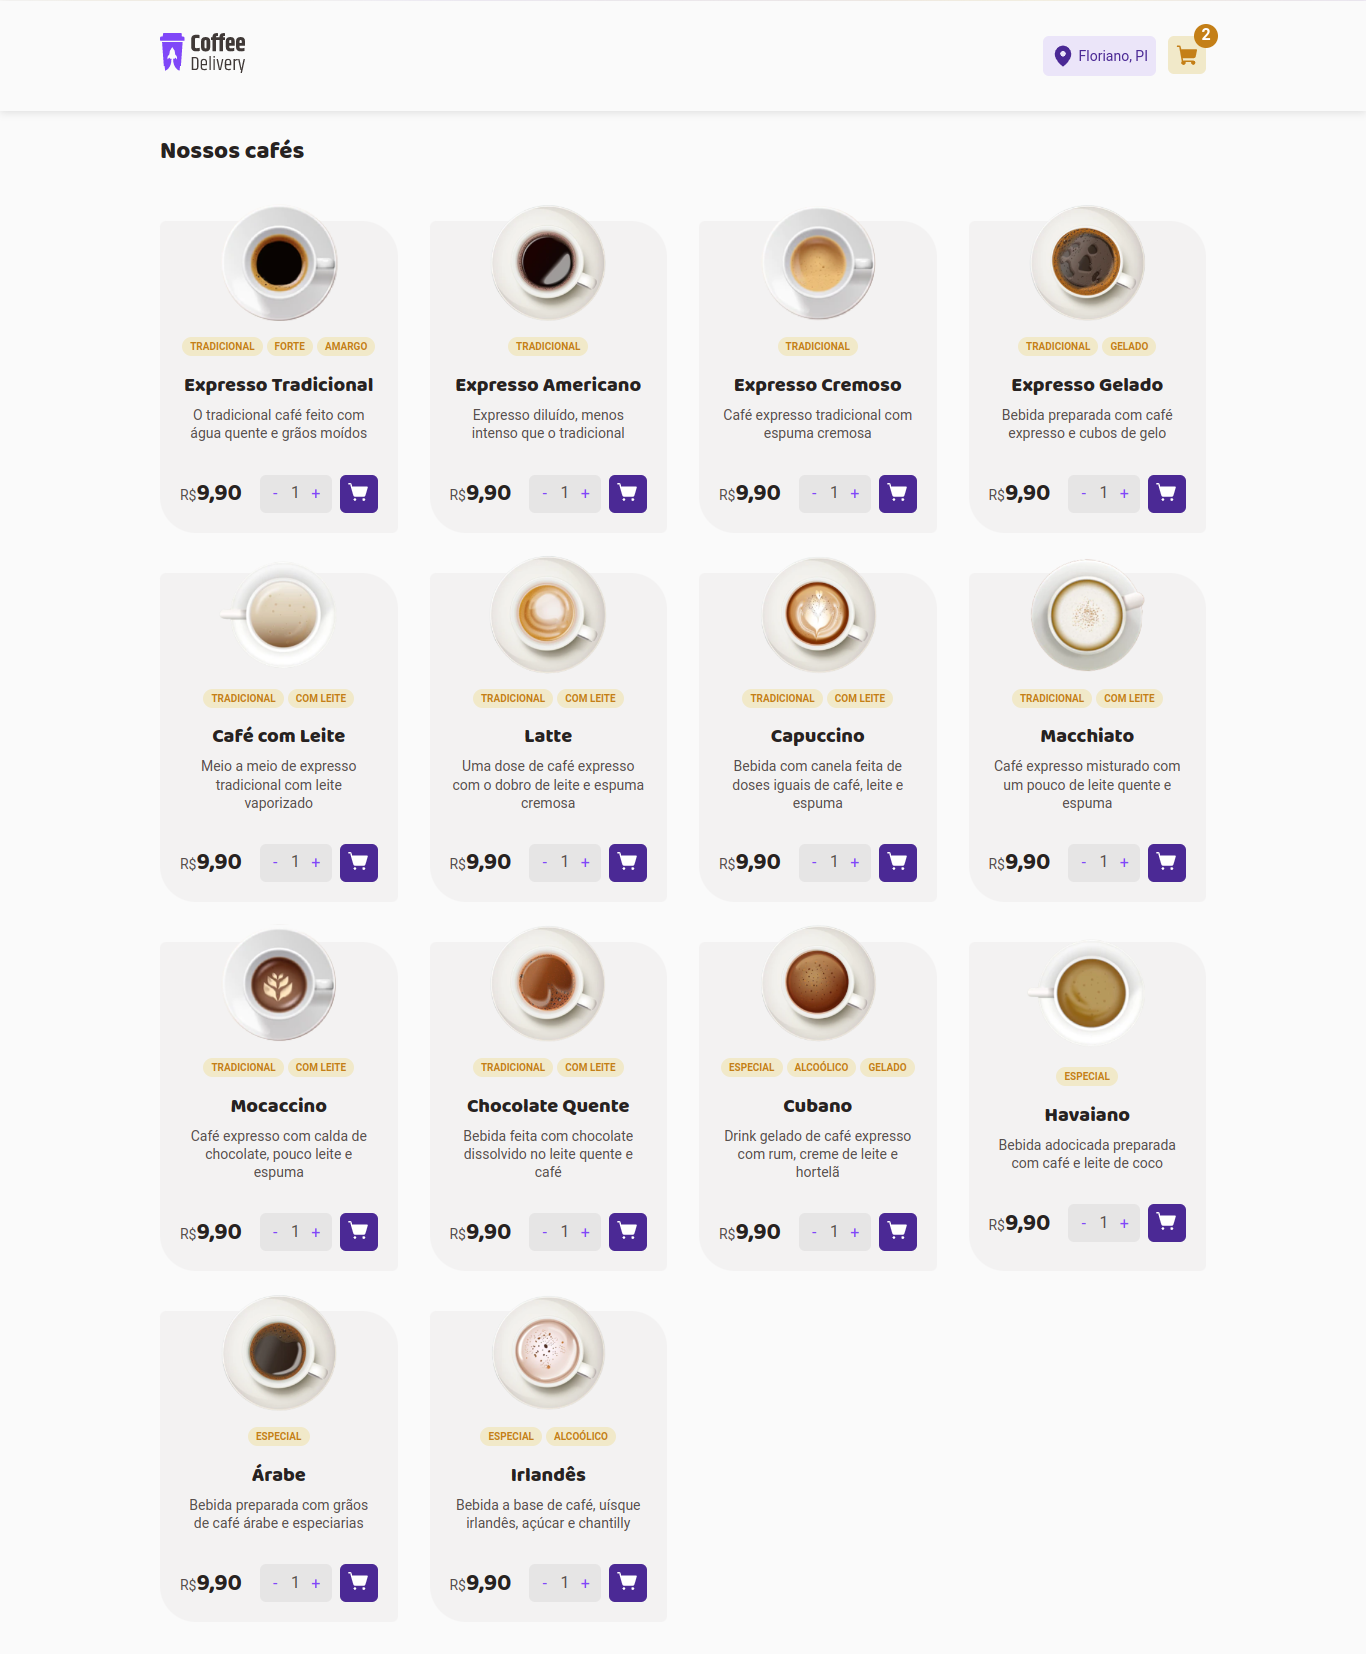 Coffee
Delivery
Floriano, PI
2
Nossos cafés
TRADICIONAL FORTE AMARGO
Expresso Tradicional
O tradicional café feito com
água quente e grãos moídos
R$9,90 - 1 +
TRADICIONAL
Expresso Americano
Expresso diluído, menos
intenso que o tradicional
R$9,90 - 1 +
TRADICIONAL
Expresso Cremoso
Café expresso tradicional com
espuma cremosa
R$9,90 - 1 +
TRADICIONAL GELADO
Expresso Gelado
Bebida preparada com café
expresso e cubos de gelo
R$9,90 - 1 +
TRADICIONAL COM LEITE
Café com Leite
Meio a meio de expresso
tradicional com leite
vaporizado
R$9,90 - 1 +
TRADICIONAL COM LEITE
Latte
Uma dose de café expresso
com o dobro de leite e espuma
cremosa
R$9,90 - 1 +
TRADICIONAL COM LEITE
Capuccino
Bebida com canela feita de
doses iguais de café, leite e
espuma
R$9,90 - 1 +
TRADICIONAL COM LEITE
Macchiato
Café expresso misturado com
um pouco de leite quente e
espuma
R$9,90 - 1 +
TRADICIONAL COM LEITE
Mocaccino
Café expresso com calda de
chocolate, pouco leite e
espuma
R$9,90 - 1 +
TRADICIONAL COM LEITE
Chocolate Quente
Bebida feita com chocolate
dissolvido no leite quente e
café
R$9,90 - 1 +
ESPECIAL ALCOÓLICO GELADO
Cubano
Drink gelado de café expresso
com rum, creme de leite e
hortelã
R$9,90 - 1 +
ESPECIAL
Havaiano
Bebida adocicada preparada
com café e leite de coco
R$9,90 - 1 +
ESPECIAL
Árabe
Bebida preparada com grãos
de café árabe e especiarias
R$9,90 - 1 +
ESPECIAL ALCOÓLICO
Irlandês
Bebida a base de café, uísque
irlandês, açúcar e chantilly
R$9,90 - 1 +